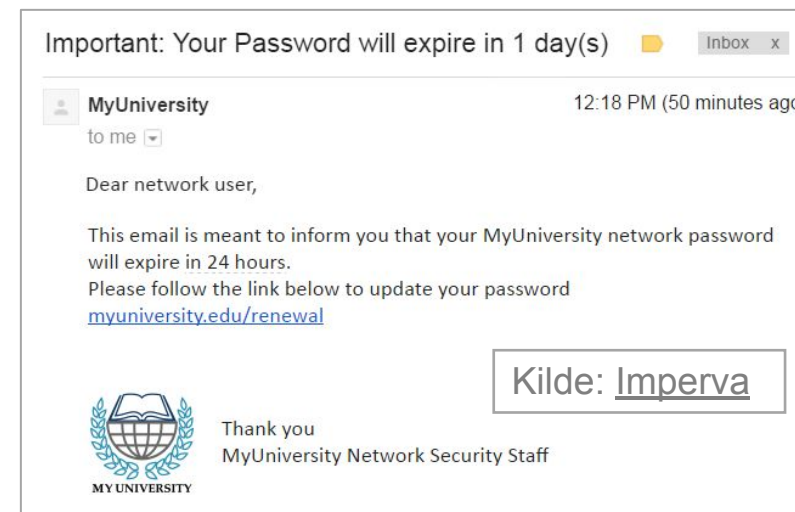 Important: Your Password will expire in 1 day(s)
Inbox x
MyUniversity
12:18 PM (50 minutes ago
to me
Dear network user,
This email is meant to inform you that your MyUniversity network password
will expire in 24 hours.
Please follow the link below to update your password
myuniversity.edu/renewal
Kilde: Imperva
Thank you
MyUniversity Network Security Staff
MY UNIVERSITY